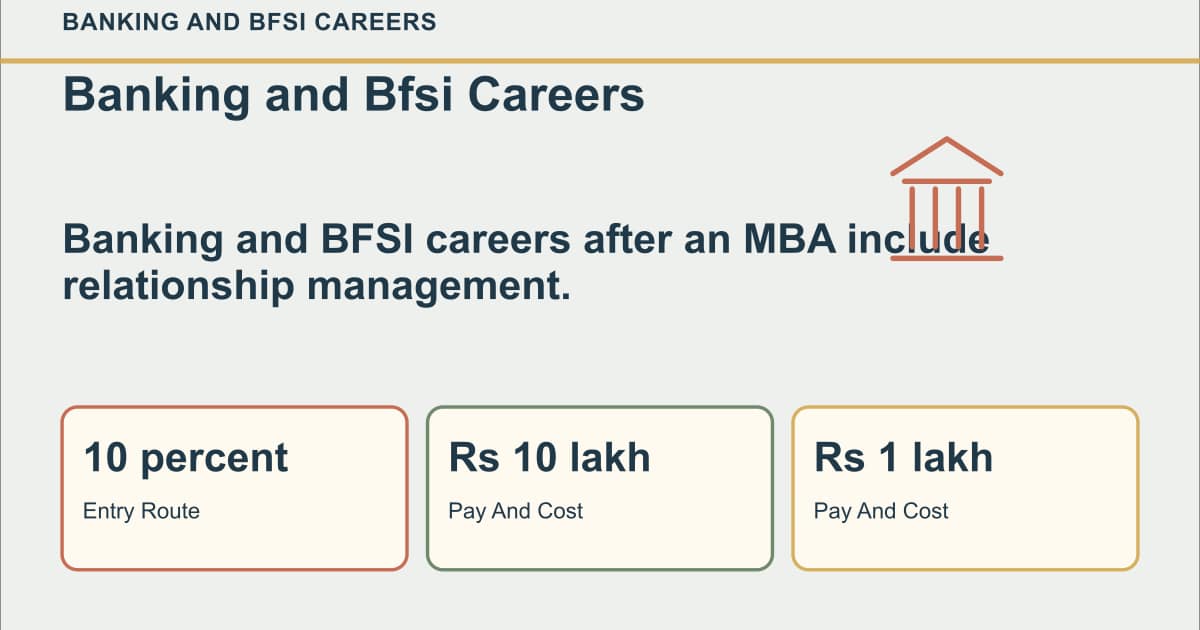 BANKING AND BFSI CAREERS
Banking and Bfsi Careers
Banking and BFSI careers after an MBA include
relationship management.
10 percent
Entry Route
Rs 10 lakh
Pay And Cost
Rs 1 lakh
Pay And Cost